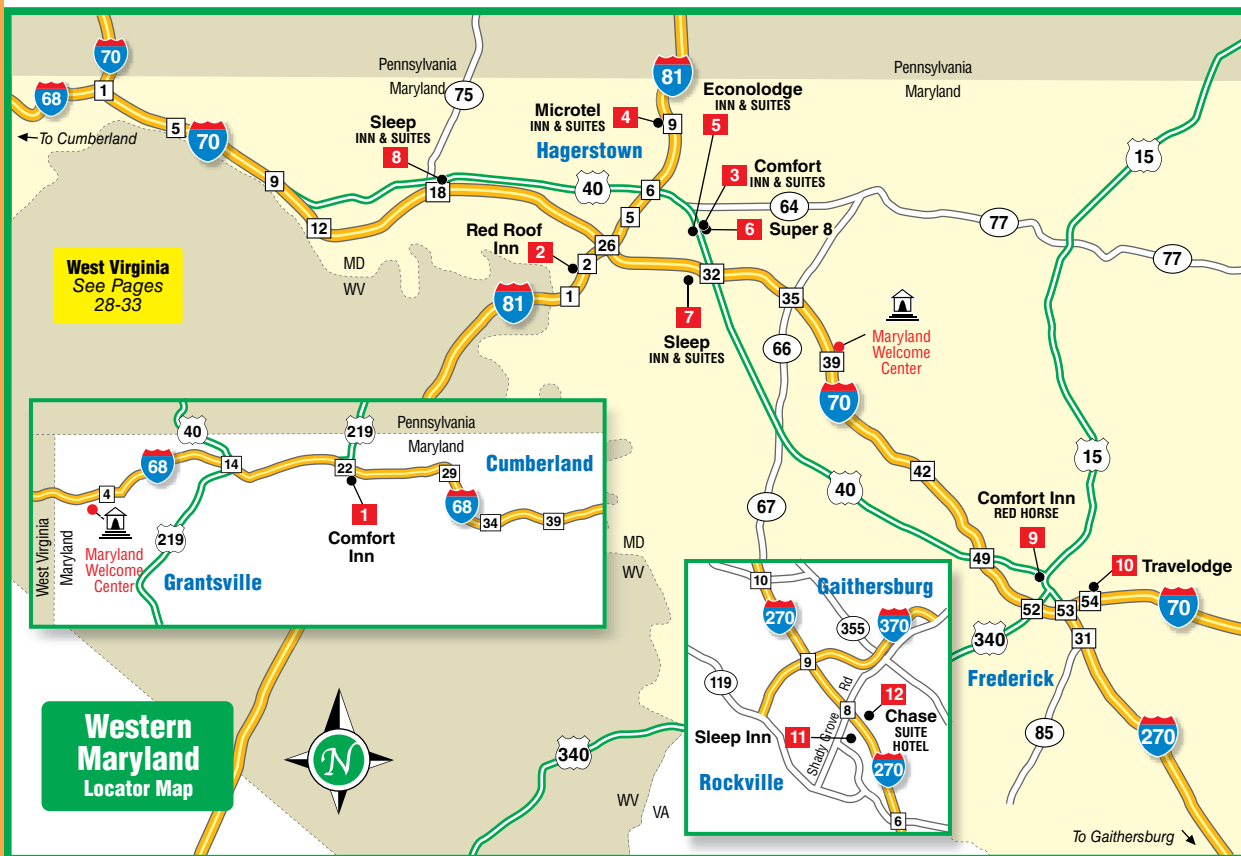 70
68
1
To Cumberland
5
70
Pennsylvania
Maryland
75
81
Pennsylvania
Maryland
Sleep
INN & SUITES
8
Microtel
INN & SUITES
4
9
Hagerstown
Econolodge
INN & SUITES
5
3
Comfort
INN & SUITES
15
9
12
18
40
6
5
64
6
Super 8
77
77
Red Roof
Inn
2
26
2
1
81
MD
WV
32
35
7
Sleep
INN & SUITES
66
39
Maryland
Welcome
Center
70
West Virginia
See Pages
28-33
40
219
Pennsylvania
Maryland
68
14
22
29
Cumberland
4
68
34
39
1
Comfort
Inn
West Virginia
Maryland
Maryland
Welcome
Center
219
Grantsville
MD
WV
67
40
42
15
Comfort Inn
RED HORSE
9
49
10
Travelodge
52
53
54
70
31
340
Frederick
85
270
To Gaithersburg
10
Gaithersburg
270
355
370
9
119
Shady Grove Rd
8
12
Chase
SUITE
HOTEL
Sleep Inn
11
270
Rockville
6
340
WV
VA
Western
Maryland
Locator Map
N